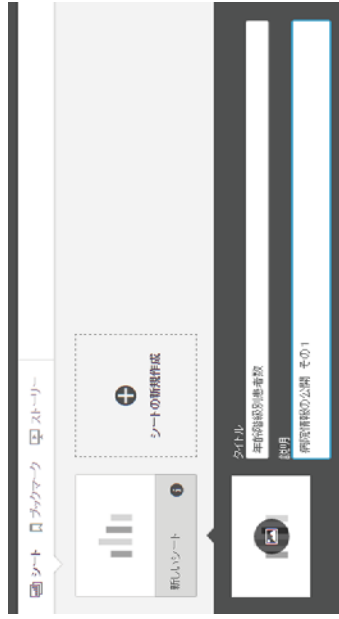 シート ブックマーク ストーリー
新しいシート
シートの新規作成
タイトル
年齢階級別患者数
説明
病院情報の公開 その1